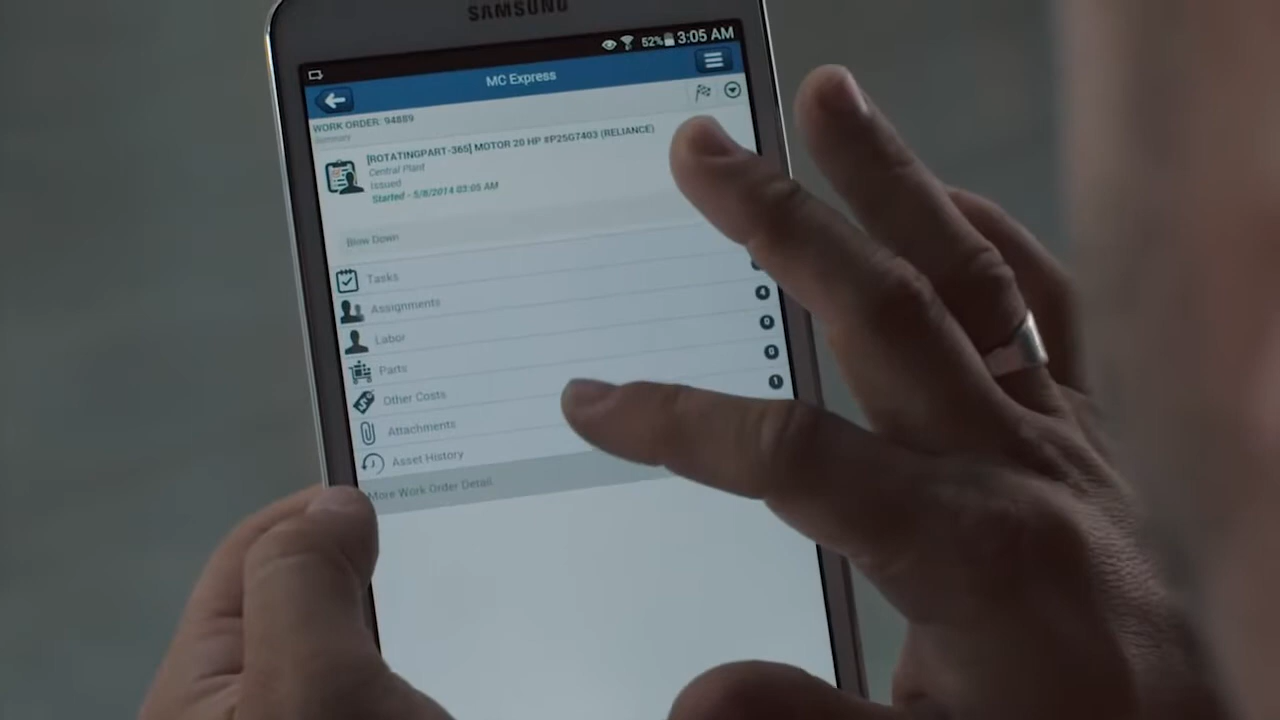 SAMSUNG
52% 3:05 AM
MC Express
WORK ORDER: 94889
Summary
[ROTATINGPART-365] MOTOR 20 HP #P25G7403 (RELIANCE)
Central Plant
Issued
Started - 5/8/2014 03:05 AM
Blow Down
Tasks
Assignments
4
Labor
0
Parts
0
Other Costs
1
Attachments
Asset History
More Work Order Detail